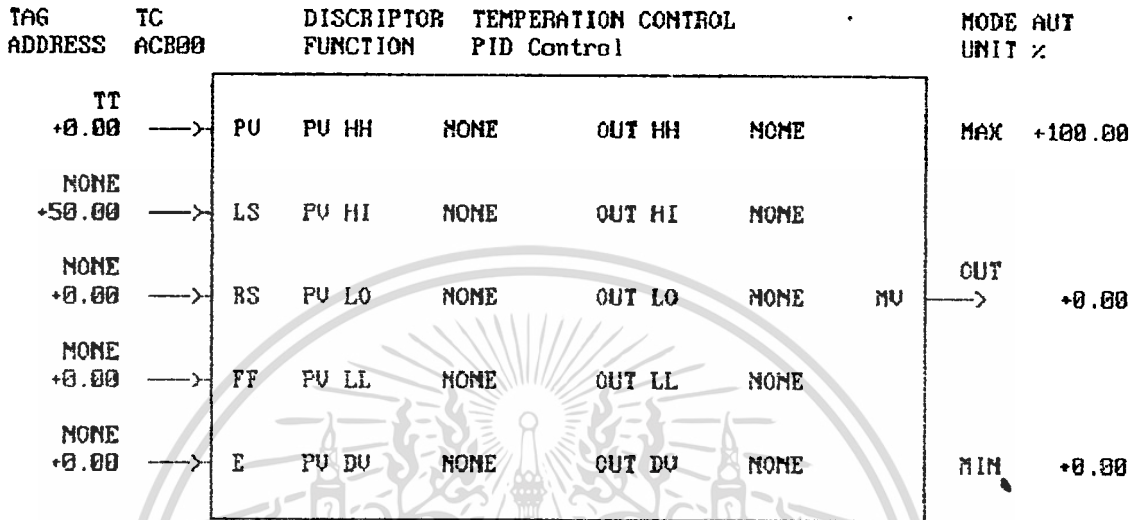 TAG TC DISCRIPTOR TEMPERATION CONTROL MODE AUT
ADDRESS ACB00 FUNCTION PID Control UNIT %
TT
+0.00 PV PV HH NONE OUT HH NONE MAX +100.00
NONE
+50.00 LS PV HI NONE OUT HI NONE
NONE OUT
+0.00 RS PV LO NONE OUT LO NONE MV +0.00
NONE
+0.00 FF PV LL NONE OUT LL NONE
NONE
+0.00 E PV DV NONE OUT DV NONE MIN +0.00